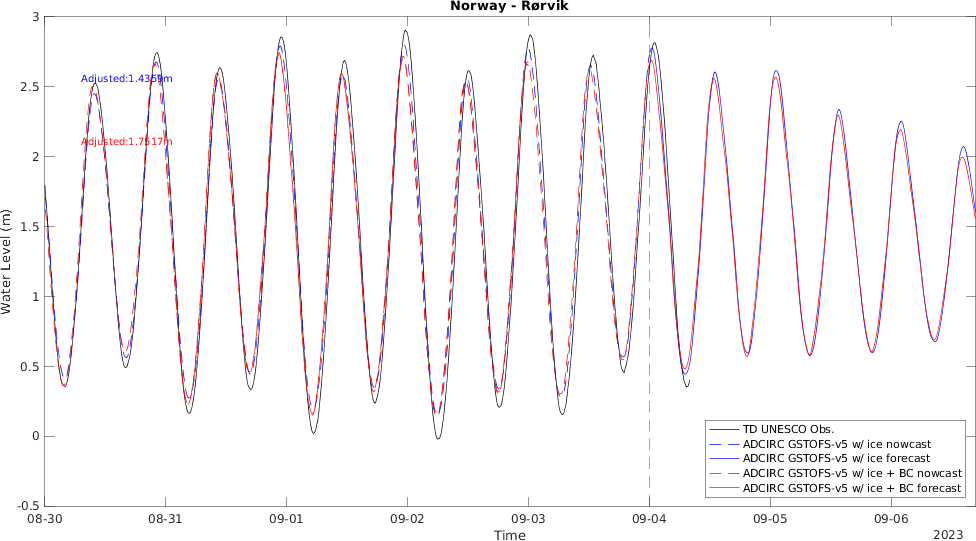 Norway - Rørvik
3
2.5
2
1.5
1
0.5
0
-0.5
Water Level (m)
Adjusted:1.4359m
Adjusted:1.7517m
TD UNESCO Obs.
ADCIRC GSTOFS-v5 w/ ice nowcast
ADCIRC GSTOFS-v5 w/ ice forecast
ADCIRC GSTOFS-v5 w/ ice + BC nowcast
ADCIRC GSTOFS-v5 w/ ice + BC forecast
08-30 08-31 09-01 09-02 09-03 09-04 09-05 09-06
Time
2023